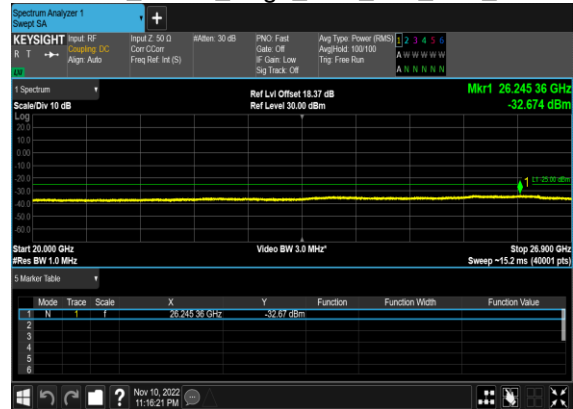 Spectrum Analyzer 1
Swept SA
+
KEYSIGHT Input: RF Input Z: 50 Ω #Atten: 30 dB PNO: Fast Avg Type: Power (RMS) 1 2 3 4 5 6
R T Coupling: DC Corr CCorr Gate: Off Avg|Hold: 100/100 A W W W W W
Align: Auto Freq Ref: Int (S) IF Gain: Low Trig: Free Run
Sig Track: Off A N N N N N
1 Spectrum Ref Lvl Offset 18.37 dB Mkr1 26.245 36 GHz
Scale/Div 10 dB Ref Level 30.00 dBm -32.674 dBm
Log
20.0
10.0
0.00
-10.0
-20.0 1 L1 -25.00 dBm
-30.0
-40.0
-50.0
-60.0
Start 20.000 GHz Video BW 3.0 MHz* Stop 26.900 GHz
#Res BW 1.0 MHz Sweep ~15.2 ms (40001 pts)
5 Marker Table
Mode Trace Scale X Y Function Function Width Function Value
1 N 1 f 26.245 36 GHz -32.67 dBm
2
3
4
5
6
? Nov 10, 2022
11:16:21 PM